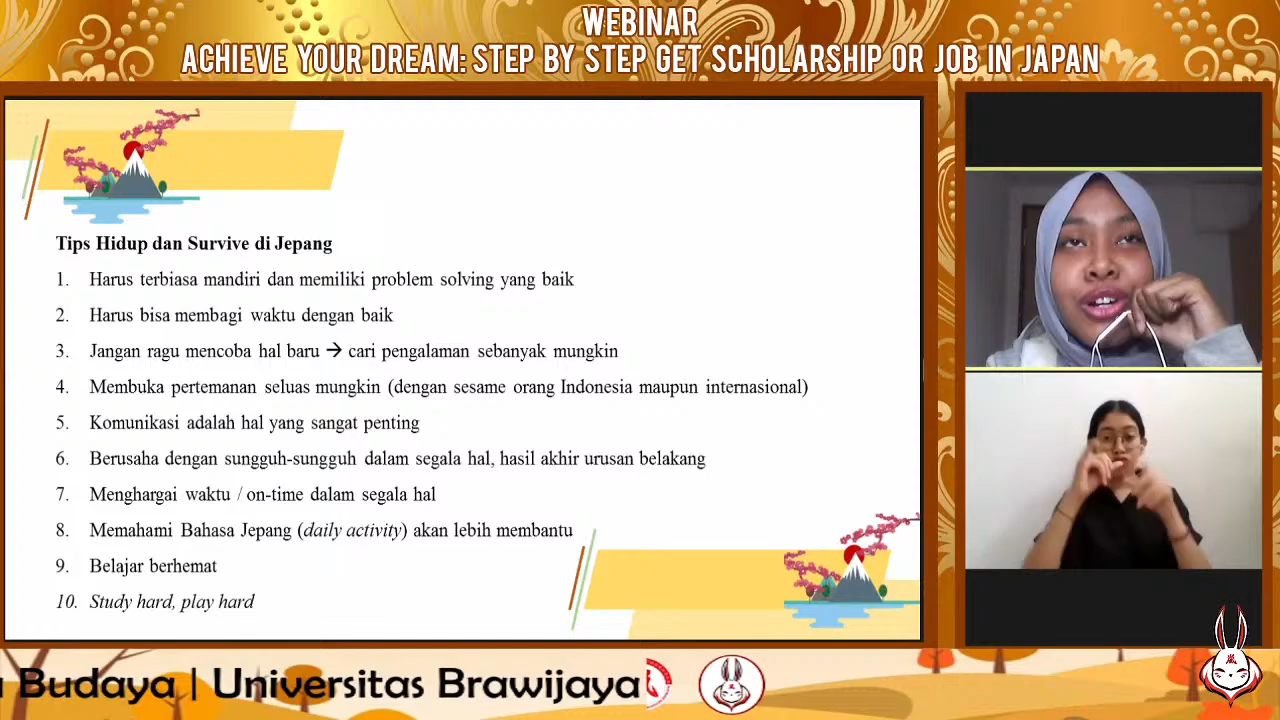 WEBINAR
ACHIEVE YOUR DREAM: STEP BY STEP GET SCHOLARSHIP OR JOB IN JAPAN
Tips Hidup dan Survive di Jepang
1. Harus terbiasa mandiri dan memiliki problem solving yang baik
2. Harus bisa membagi waktu dengan baik
3. Jangan ragu mencoba hal baru → cari pengalaman sebanyak mungkin
4. Membuka pertemanan seluas mungkin (dengan sesame orang Indonesia maupun internasional)
5. Komunikasi adalah hal yang sangat penting
6. Berusaha dengan sungguh-sungguh dalam segala hal, hasil akhir urusan belakang
7. Menghargai waktu / on-time dalam segala hal
8. Memahami Bahasa Jepang (daily activity) akan lebih membantu
9. Belajar berhemat
10. Study hard, play hard
a Budaya | Universitas Brawijaya